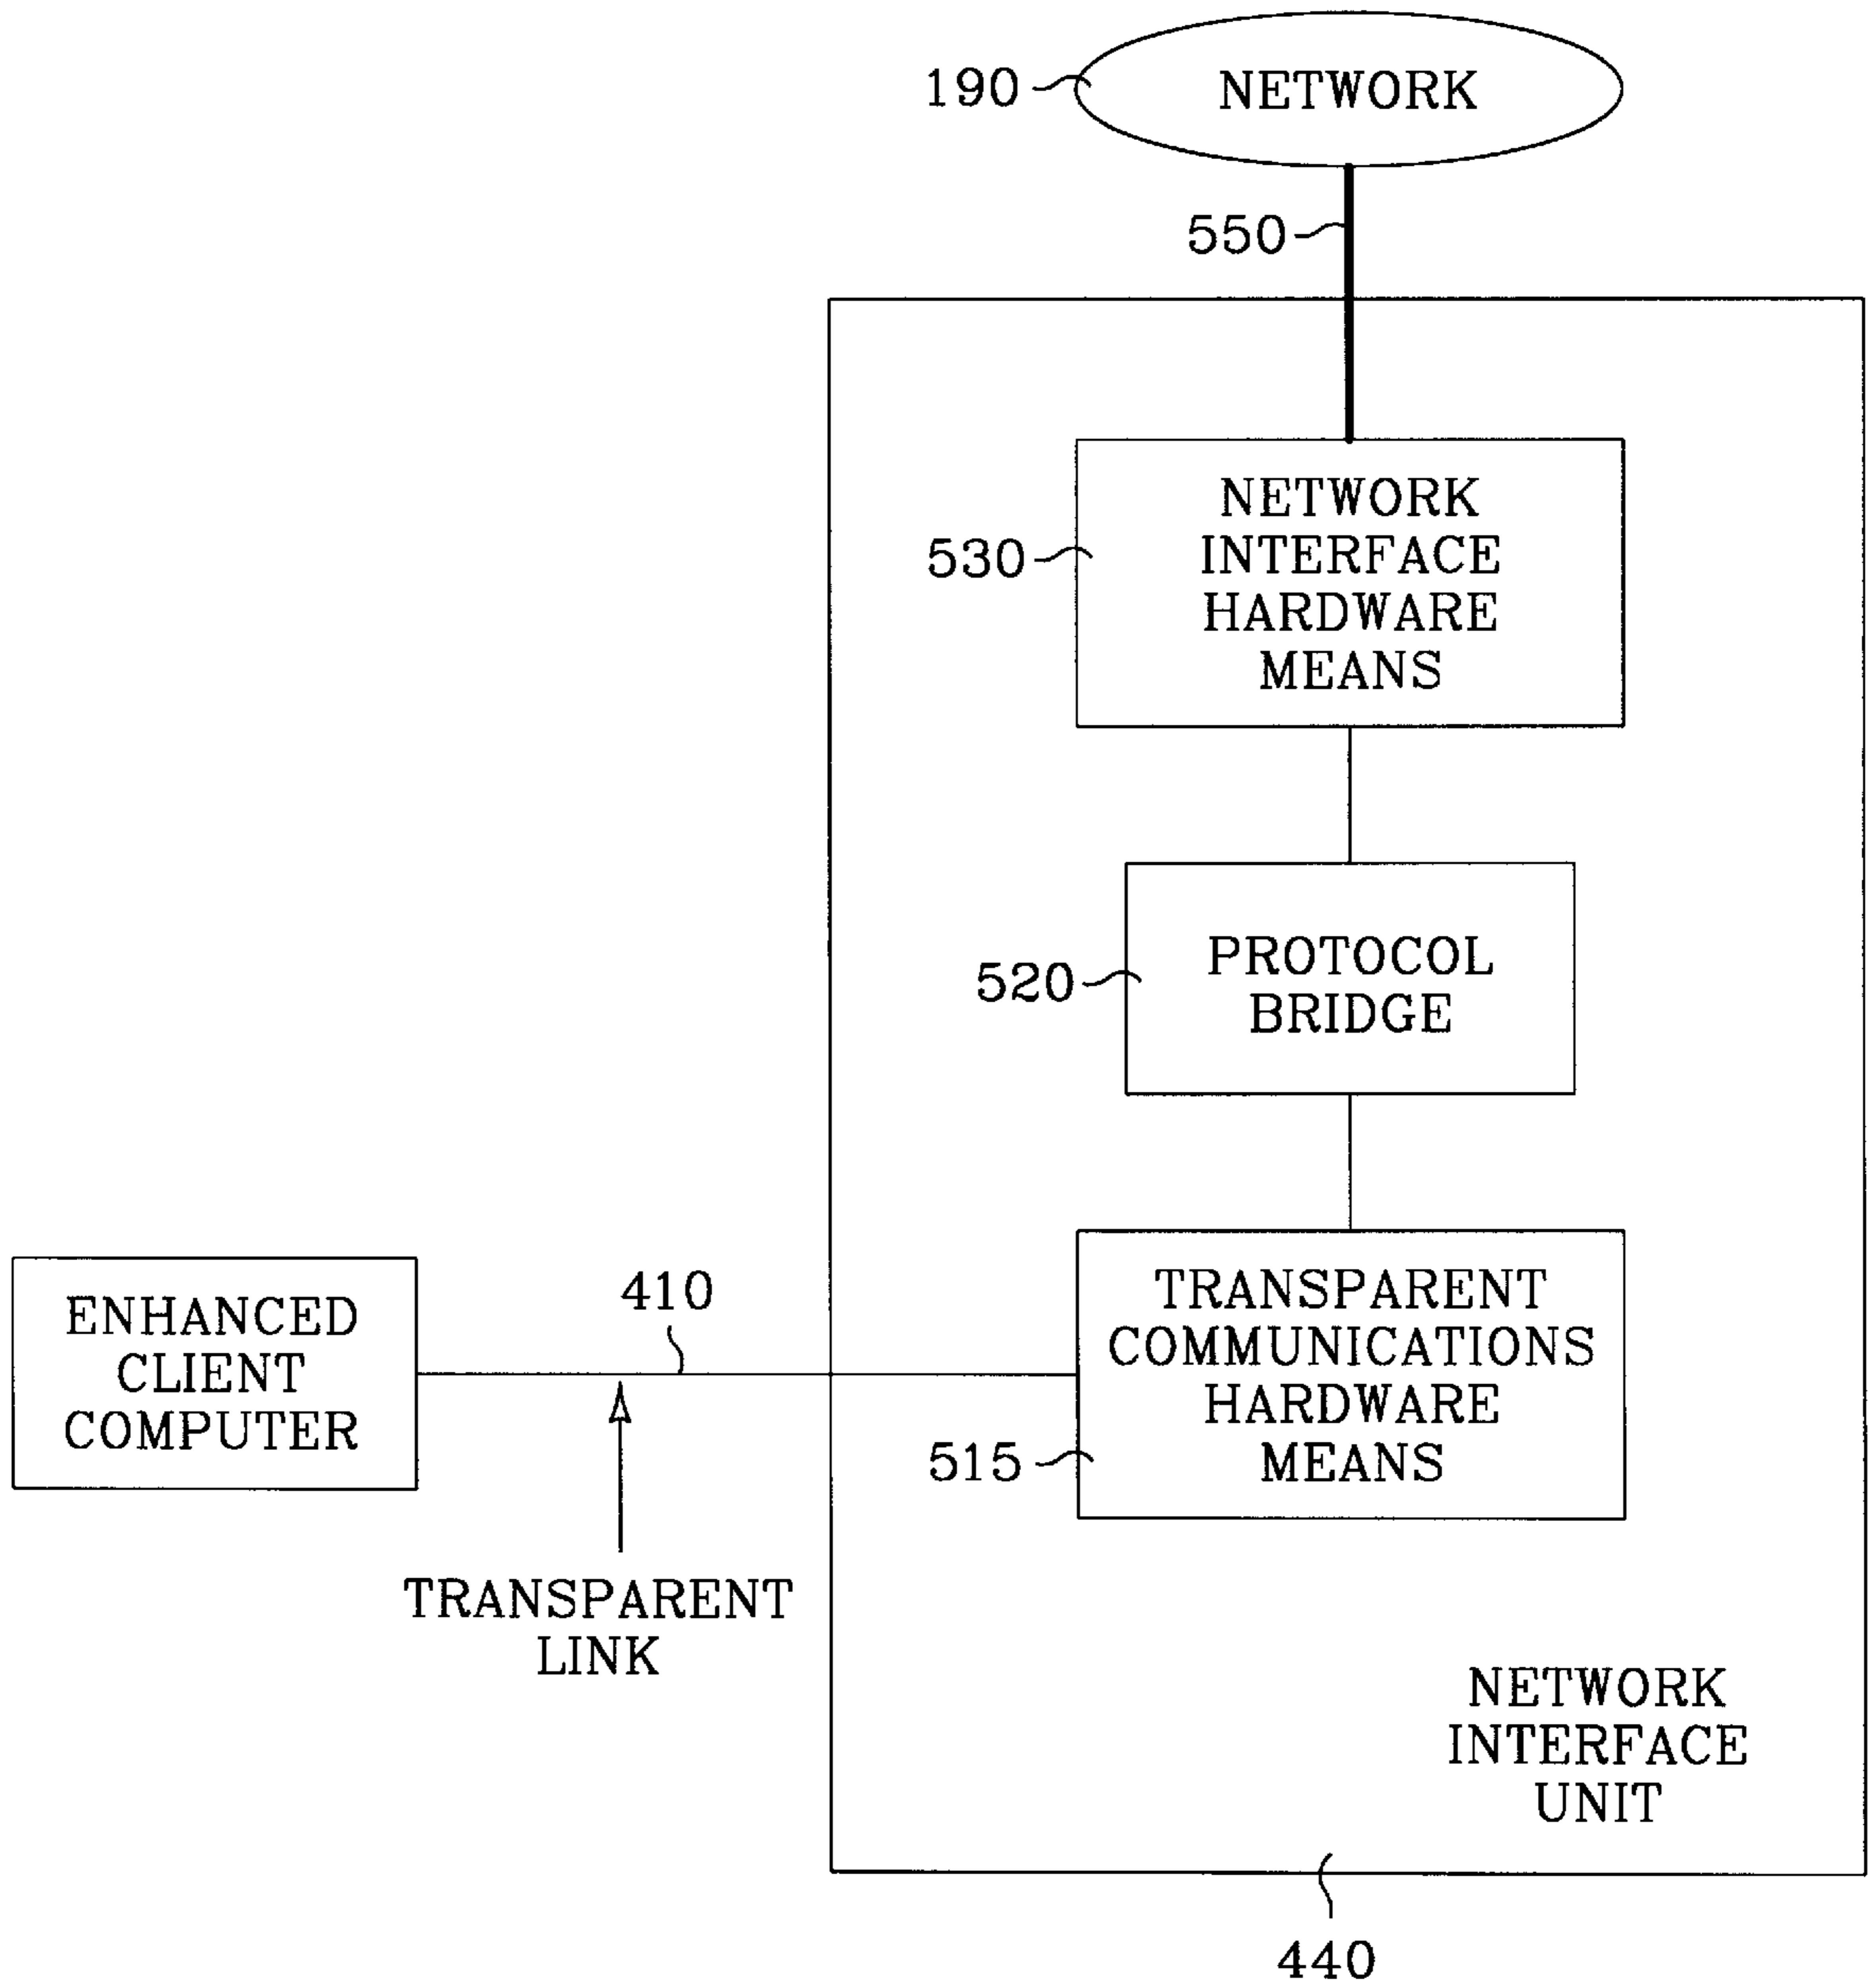 190
NETWORK
550
530
NETWORK
INTERFACE
HARDWARE
MEANS
520
PROTOCOL
BRIDGE
ENHANCED
CLIENT
COMPUTER
410
TRANSPARENT
LINK
515
TRANSPARENT
COMMUNICATIONS
HARDWARE
MEANS
NETWORK
INTERFACE
UNIT
440